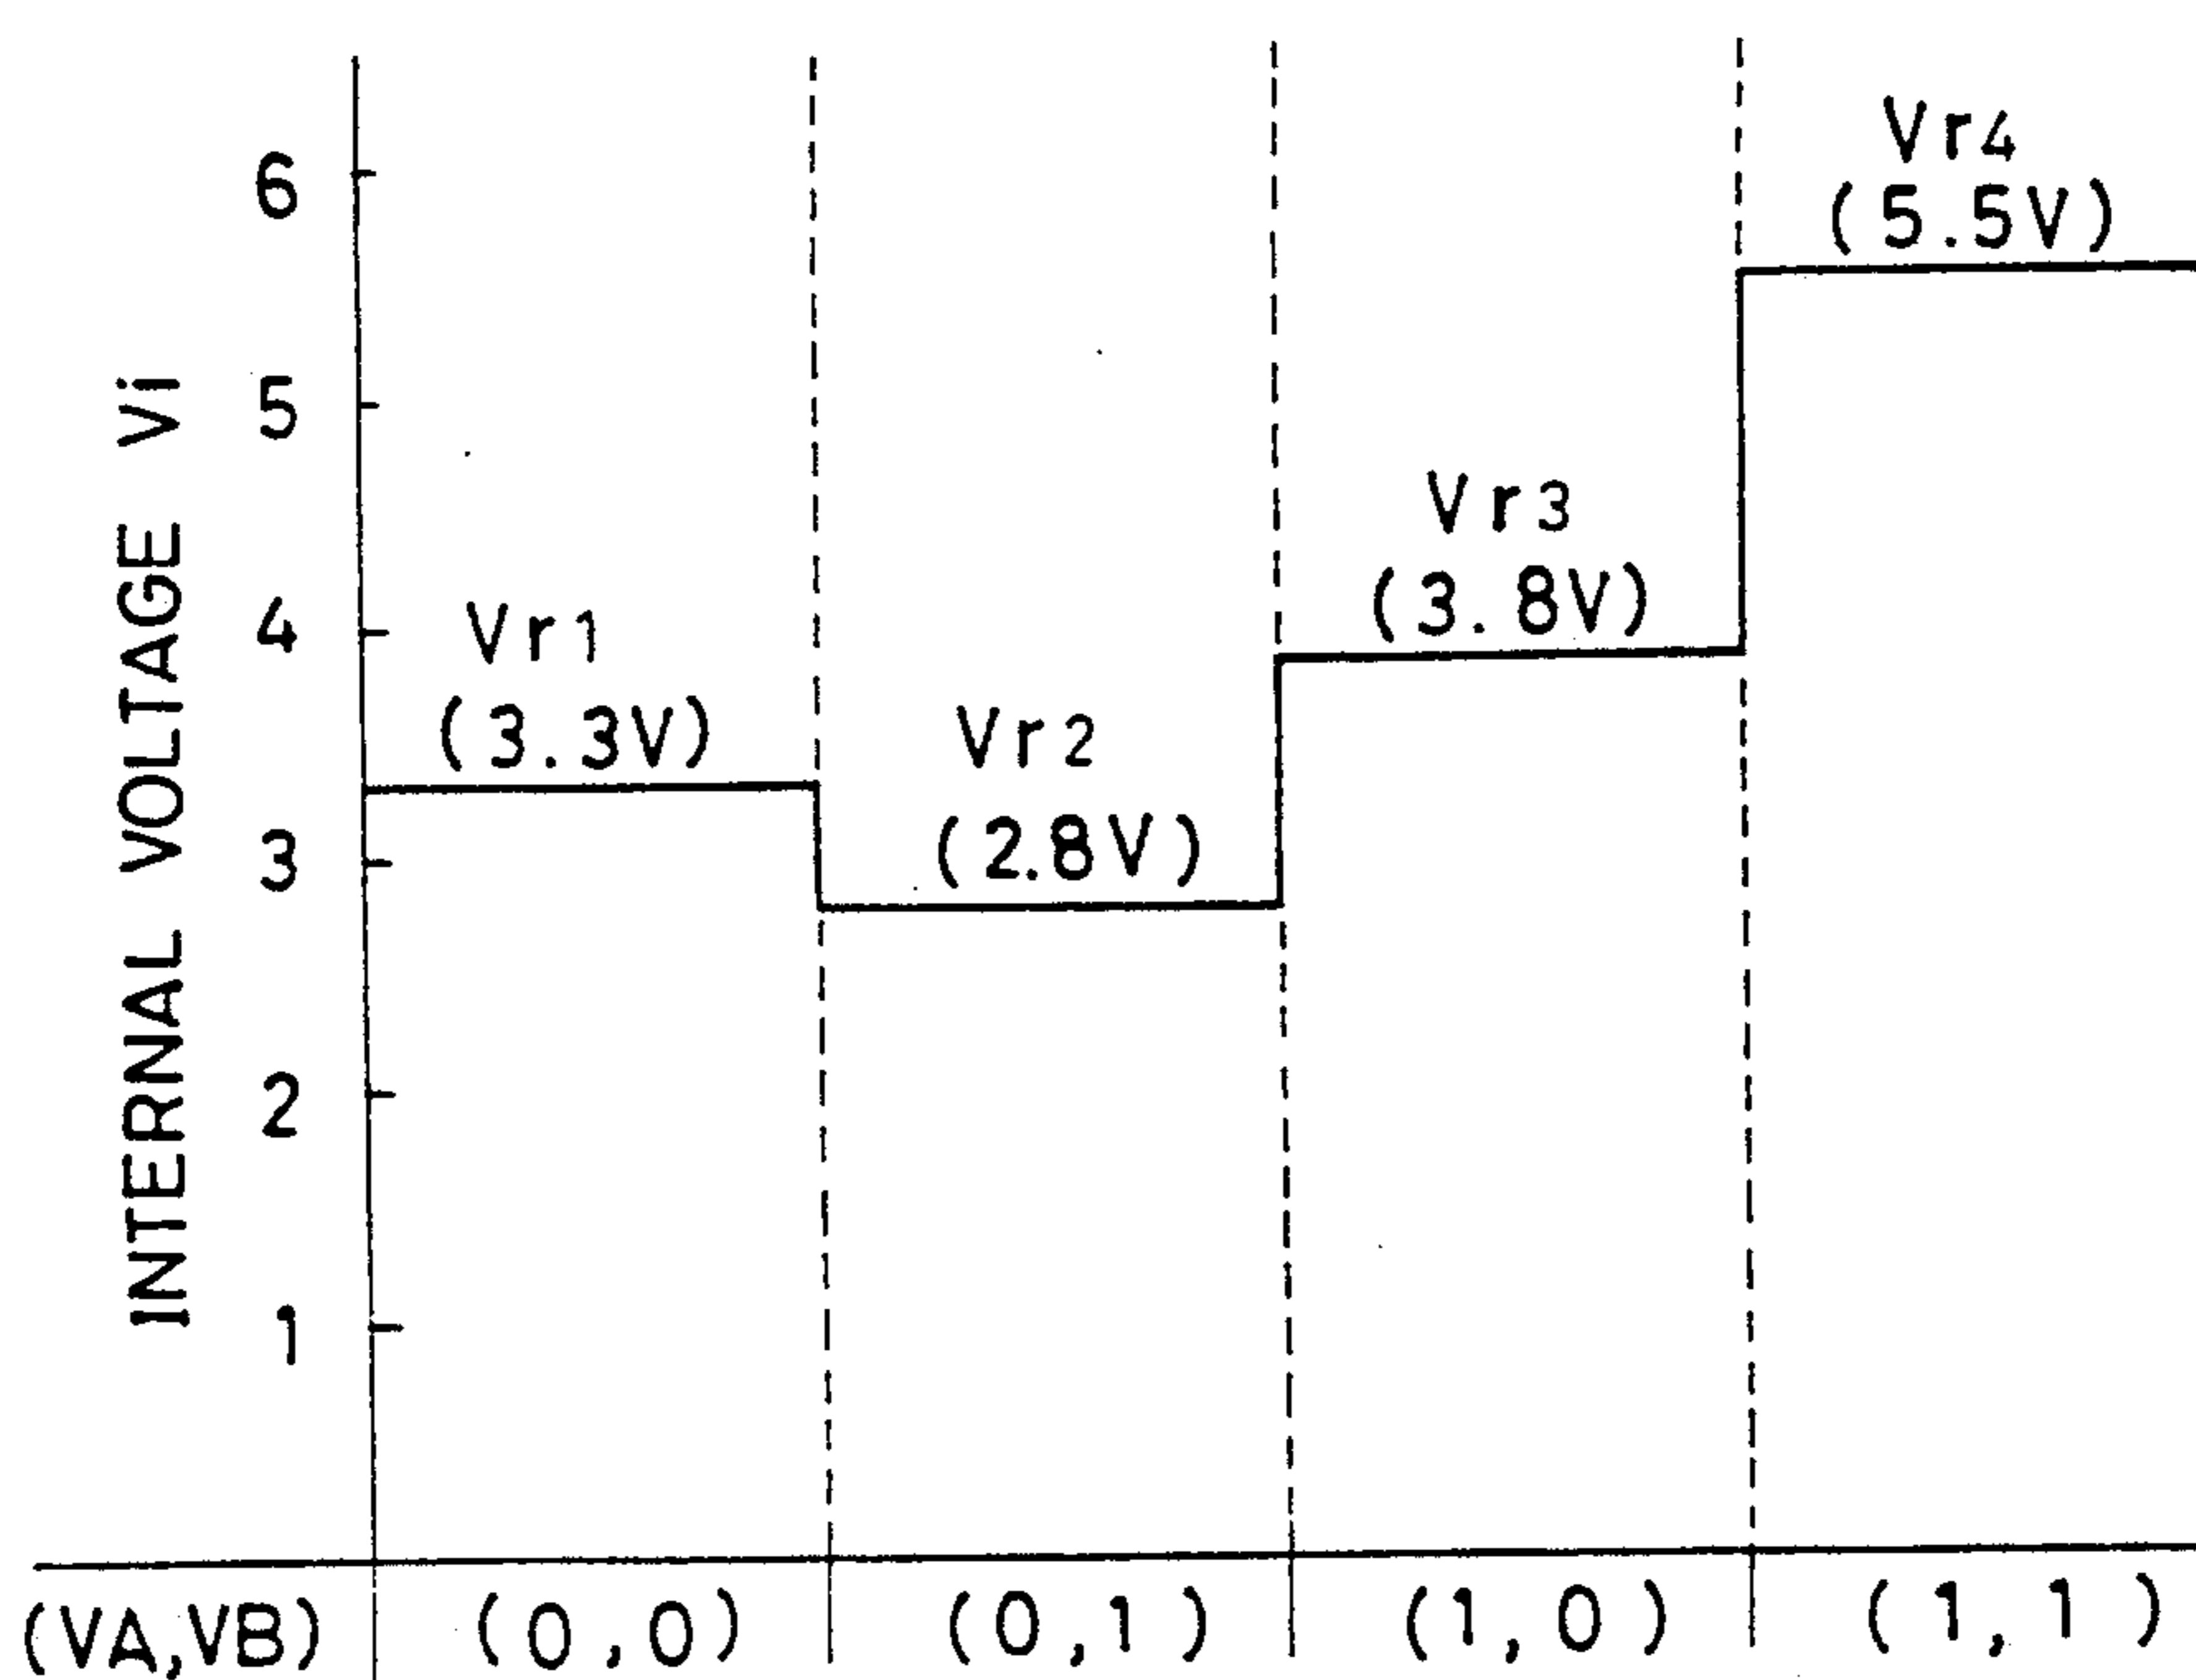 INTERNAL VOLTAGE Vi
6
5
4
3
2
1
Vr1
(3.3V)
Vr2
(2.8V)
Vr3
(3.8V)
Vr4
(5.5V)
(VA,VB) (0,0) (0,1) (1,0) (1,1)